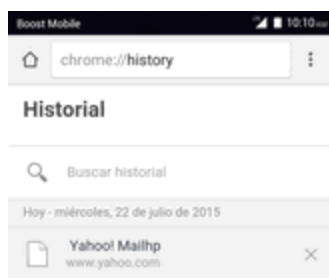 Boost Mobile 10:10
chrome://history
Historial
Buscar historial
Hoy - miércoles, 22 de julio de 2015
Yahoo! Mailhp
www.yahoo.com